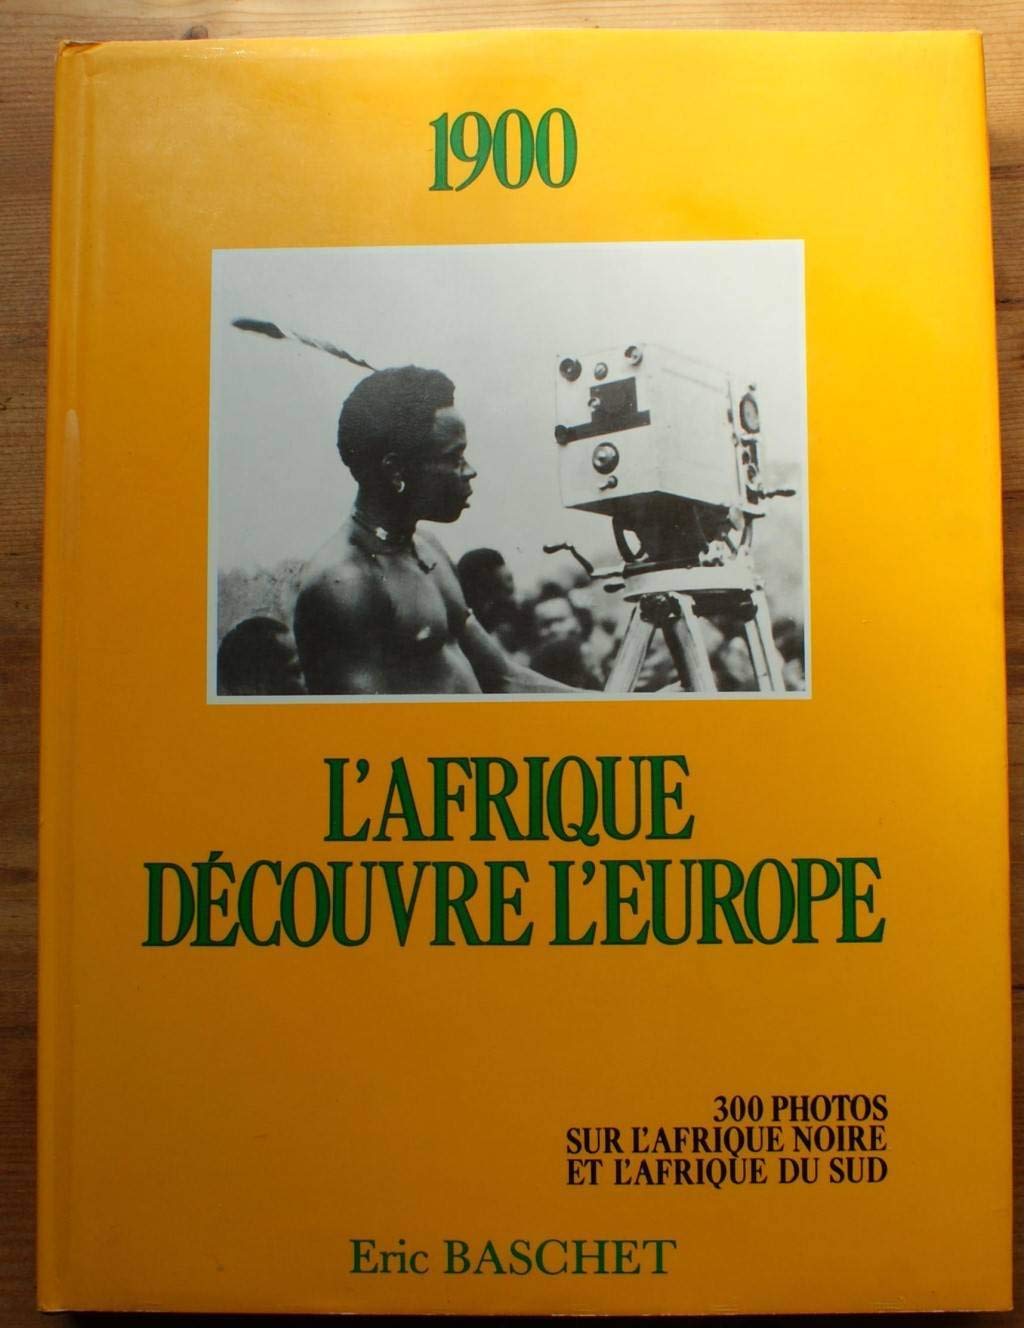 1900
L'AFRIQUE
DÉCOUVRE L'EUROPE
300 PHOTOS
SUR L'AFRIQUE NOIRE
ET L'AFRIQUE DU SUD
Eric BASCHET